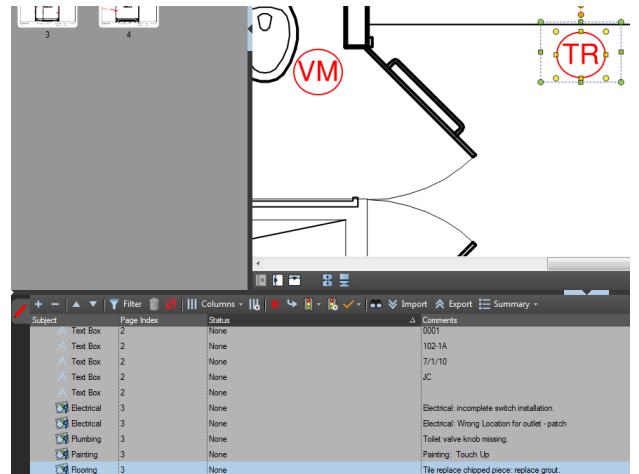 3 4
VM
TR
Filter Columns Import Export Summary
Subject Page Index Status Comments
Text Box 2 None 0001
Text Box 2 None 102-1A
Text Box 2 None 7/1/10
Text Box 2 None JC
Text Box 2 None
Electrical 3 None Electrical: incomplete switch installation.
Electrical 3 None Electrical: Wrong Location for outlet - patch
Plumbing 3 None Toilet valve knob missing.
Painting 3 None Painting: Touch Up
Flooring 3 None Tile replace chipped piece: replace grout.